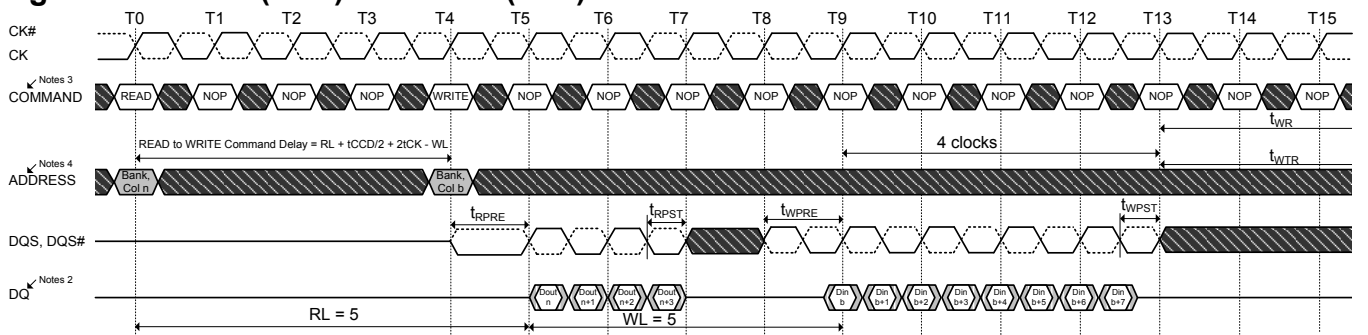 T0 T1 T2 T3 T4 T5 T6 T7 T8 T9 T10 T11 T12 T13 T14 T15
CK#
CK
Notes 3
COMMAND READ NOP NOP NOP WRITE NOP NOP NOP NOP NOP NOP NOP NOP NOP NOP NOP
tWR
READ to WRITE Command Delay = RL + tCCD/2 + 2tCK - WL
4 clocks
tWTR
Notes 4
ADDRESS Bank, Col n Bank, Col b
tRPRE tRPST tWPRE tWPST
DQS, DQS#
Notes 2
DQ Dout n Dout n+1 Dout n+2 Dout n+3 Din b Din b+1 Din b+2 Din b+3 Din b+4 Din b+5 Din b+6 Din b+7
RL = 5 WL = 5